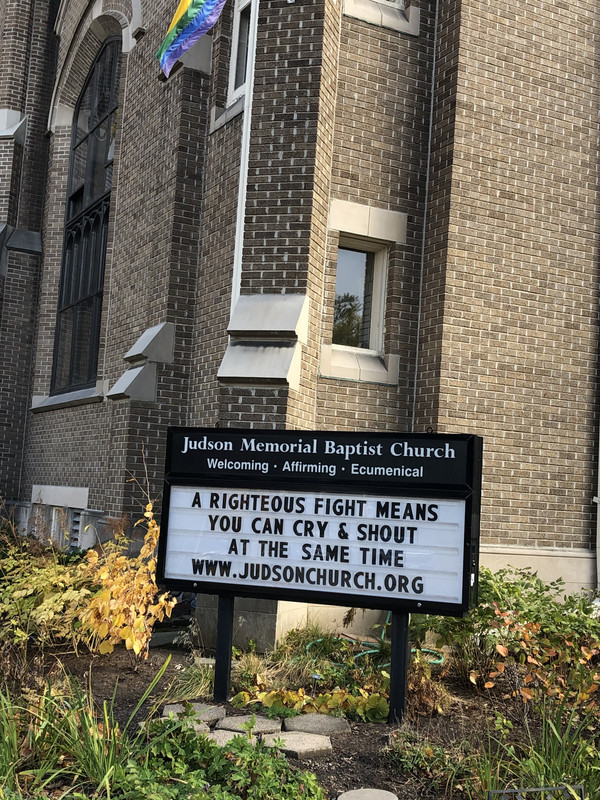 Judson Memorial Baptist Church
Welcoming · Affirming · Ecumenical
A RIGHTEOUS FIGHT MEANS
YOU CAN CRY & SHOUT
AT THE SAME TIME
WWW.JUDSONCHURCH.ORG